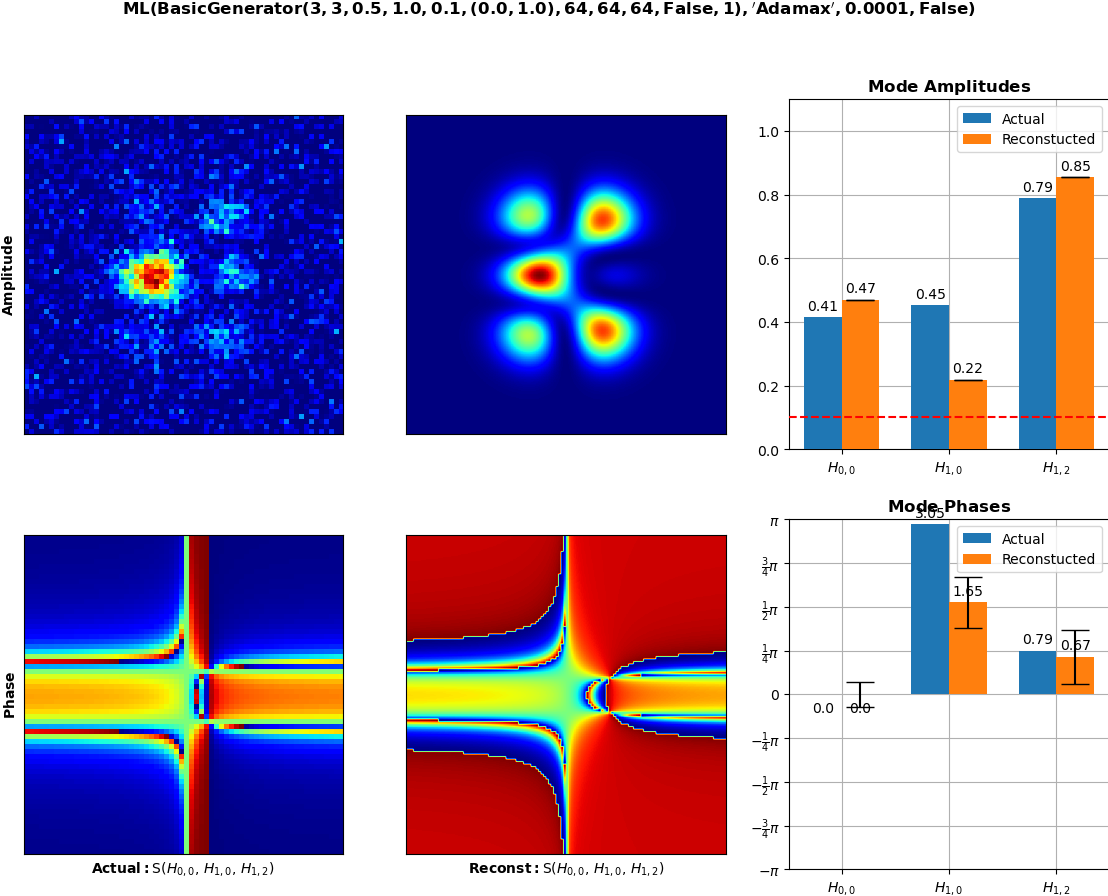 ML(BasicGenerator(3, 3, 0.5, 1.0, 0.1, (0.0, 1.0), 64, 64, 64, False, 1), ′Adamax′, 0.0001, False)
Amplitude
Mode Amplitudes
Actual
Reconstucted
1.0
0.8
0.6
0.4
0.2
0.0
0.41
0.47
0.45
0.22
0.79
0.85
H0,0
H1,0
H1,2
Phase
Actual: S(H0,0, H1,0, H1,2)
Reconst: S(H0,0, H1,0, H1,2)
Mode Phases
Actual
Reconstucted
π
3/4π
1/2π
1/4π
0
−1/4π
−1/2π
−3/4π
−π
0.0
0.0
3.05
1.65
0.79
0.67
H0,0
H1,0
H1,2